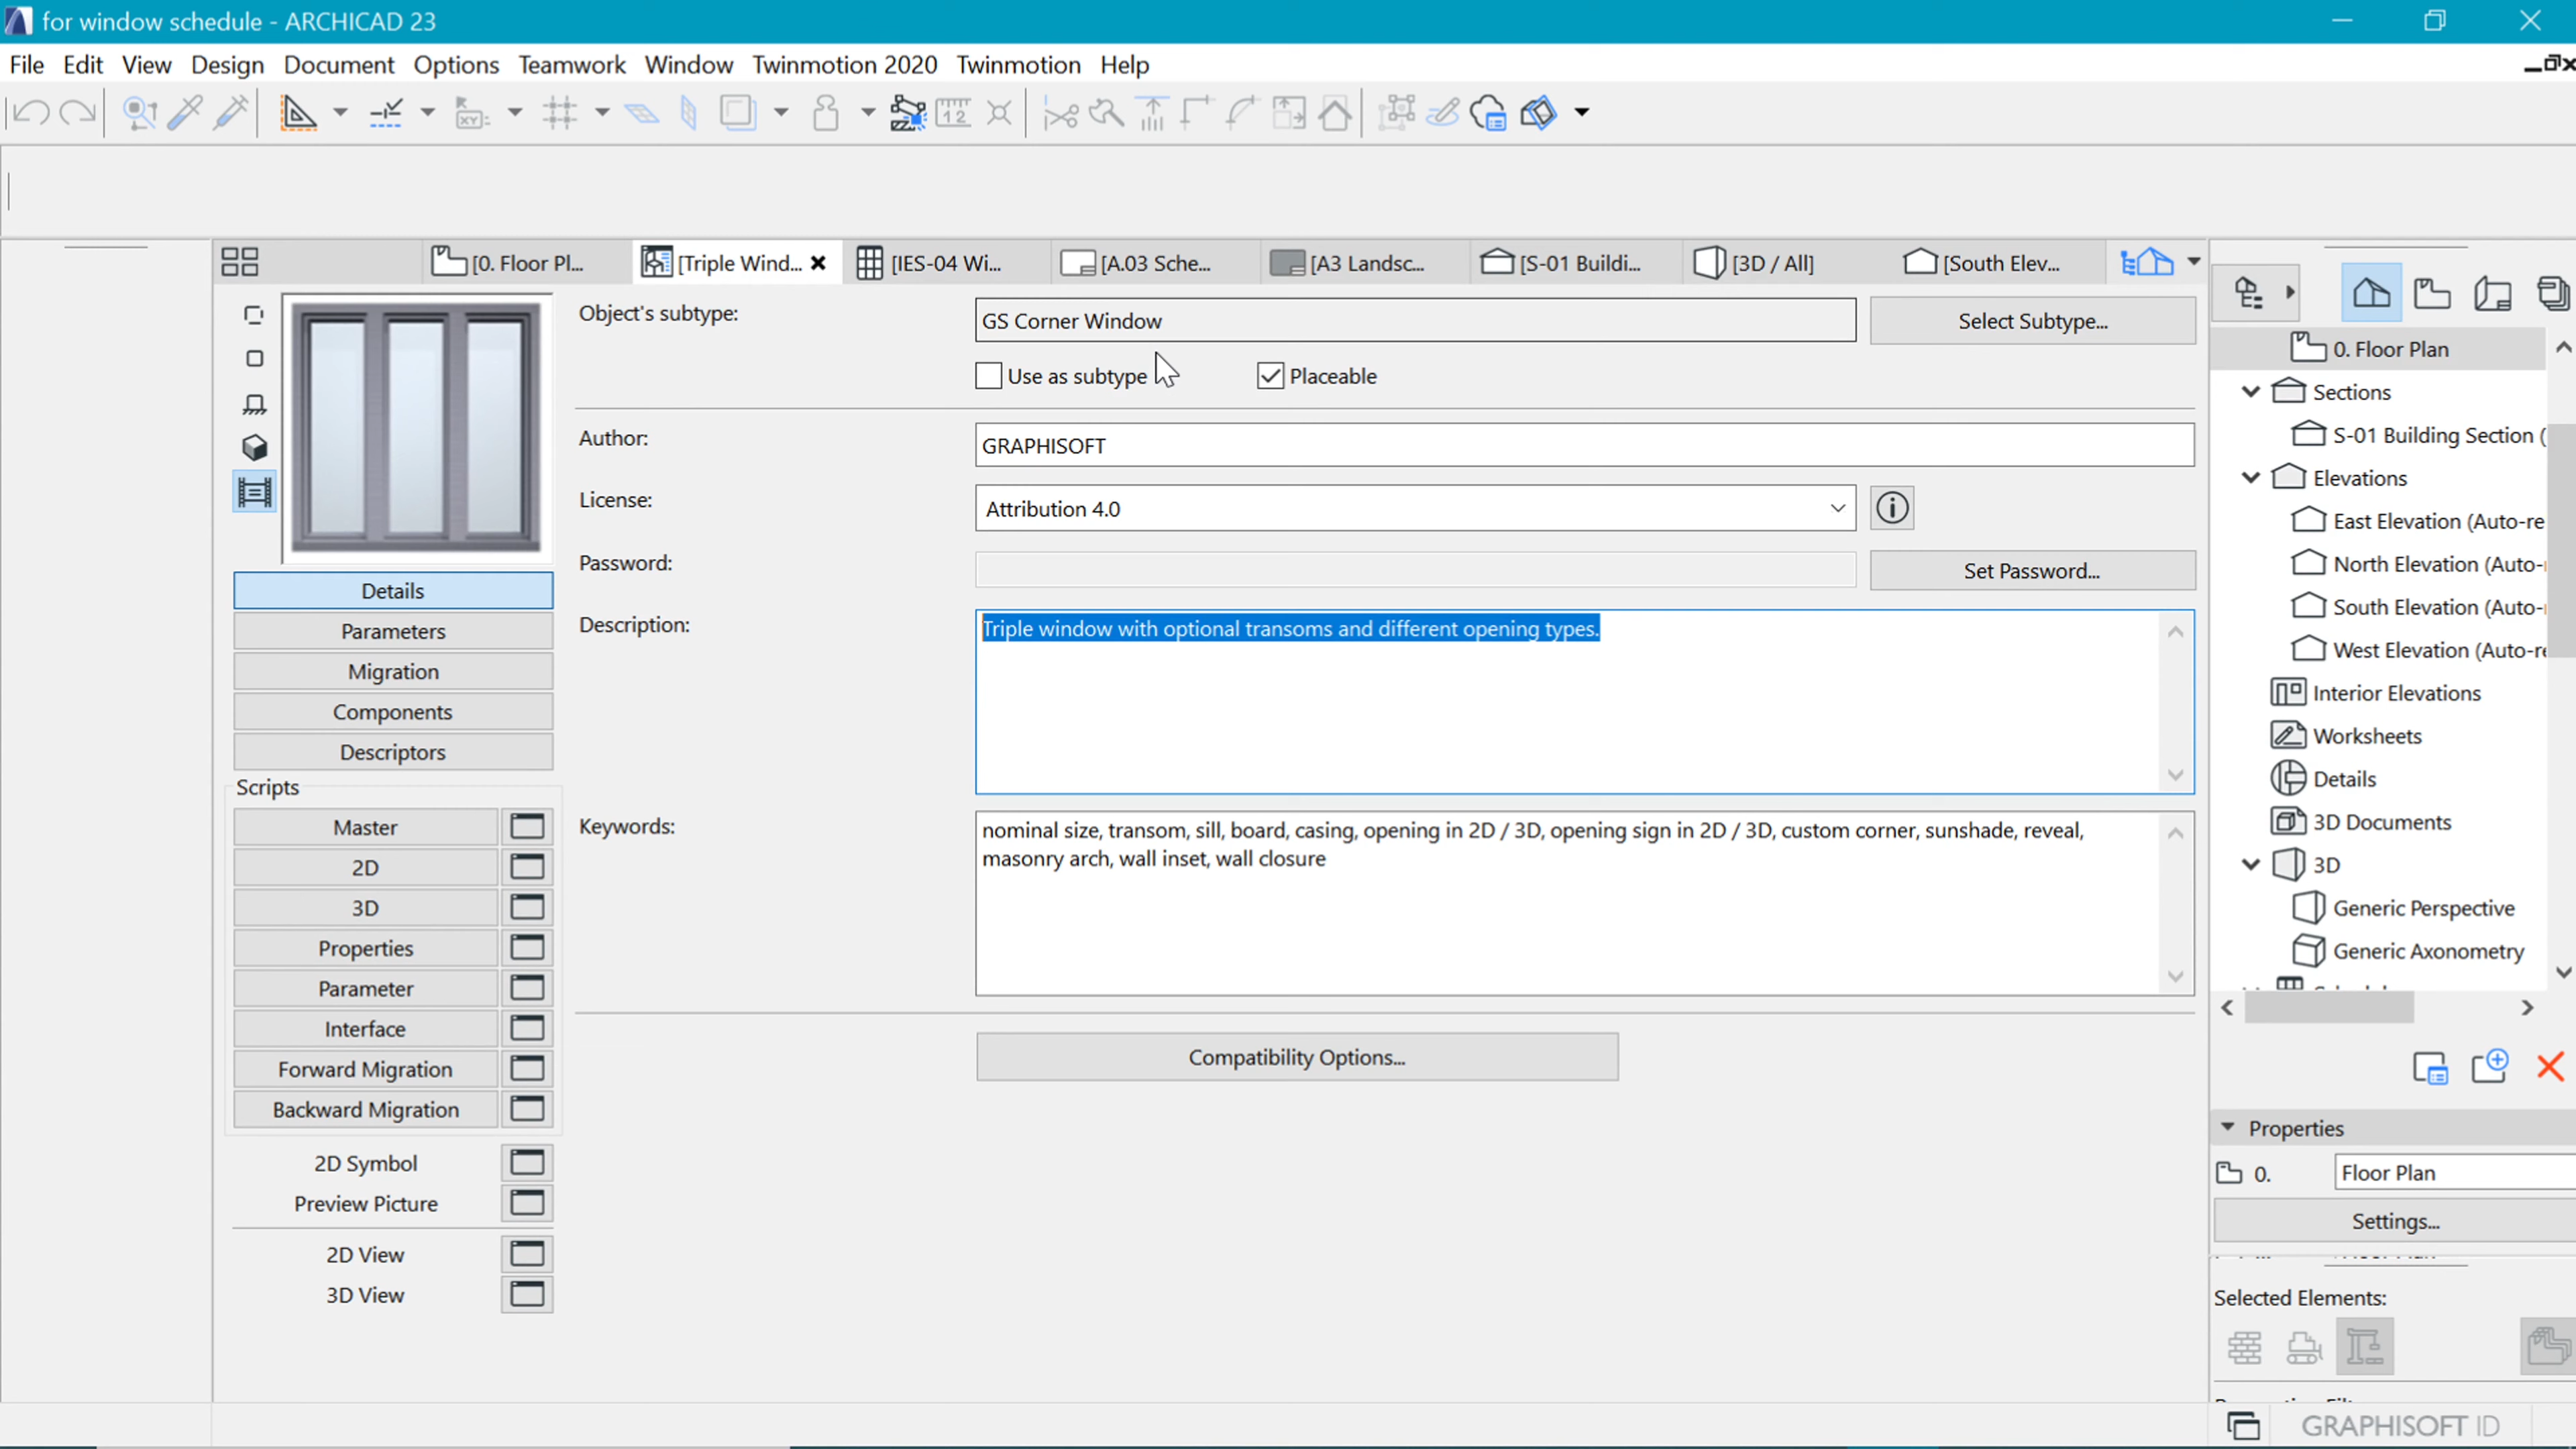 for window schedule - ARCHICAD 23
File Edit View Design Document Options Teamwork Window Twinmotion 2020 Twinmotion Help
[0. Floor Pl... [Triple Wind... [IES-04 Wi... [A.03 Sche... [A3 Landsc... [S-01 Buildi... [3D / All] [South Elev...
Object's subtype: GS Corner Window Select Subtype...
Use as subtype Placeable
Author: GRAPHISOFT
License: Attribution 4.0
Password: Set Password...
Description: Triple window with optional transoms and different opening types.
Keywords: nominal size, transom, sill, board, casing, opening in 2D / 3D, opening sign in 2D / 3D, custom corner, sunshade, reveal,
masonry arch, wall inset, wall closure
Compatibility Options...
Details
Parameters
Migration
Components
Descriptors
Scripts
Master
2D
3D
Properties
Parameter
Interface
Forward Migration
Backward Migration
2D Symbol
Preview Picture
2D View
3D View
0. Floor Plan
Sections
S-01 Building Section (
Elevations
East Elevation (Auto-re
North Elevation (Auto-
South Elevation (Auto-
West Elevation (Auto-re
Interior Elevations
Worksheets
Details
3D Documents
3D
Generic Perspective
Generic Axonometry
Properties
0. Floor Plan
Settings...
Selected Elements:
GRAPHISOFT ID